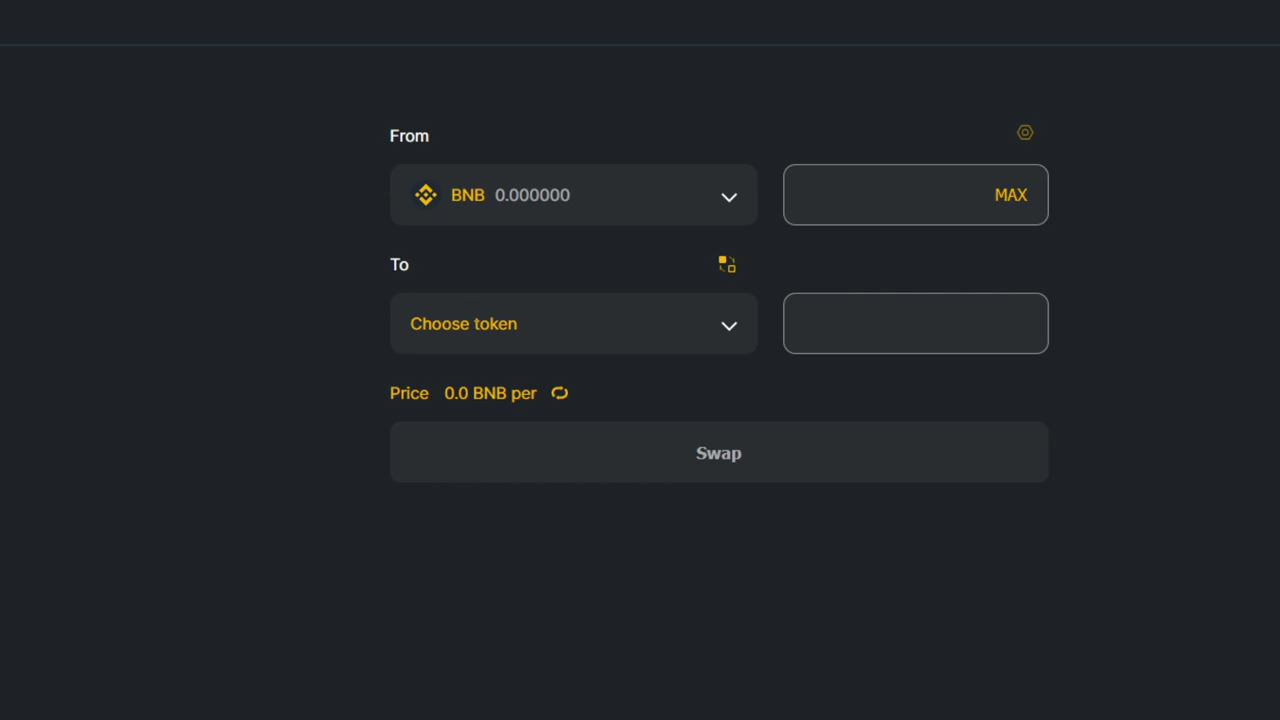 From
BNB 0.000000
MAX
To
Choose token
Price 0.0 BNB per
Swap